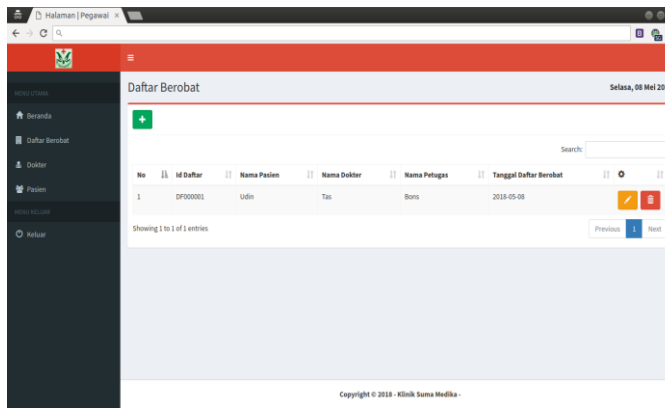 Halaman | Pegawai
Daftar Berobat
Selasa, 08 Mei 20
MENU UTAMA
Beranda
Daftar Berobat
Dokter
Pasien
MENU KELUAR
Keluar
Search:
No Id Daftar Nama Pasien Nama Dokter Nama Petugas Tanggal Daftar Berobat
1 DF000001 Udin Tas Bons 2018-05-08
Showing 1 to 1 of 1 entries
Previous 1 Next
Copyright © 2018 - Klinik Suma Medika -